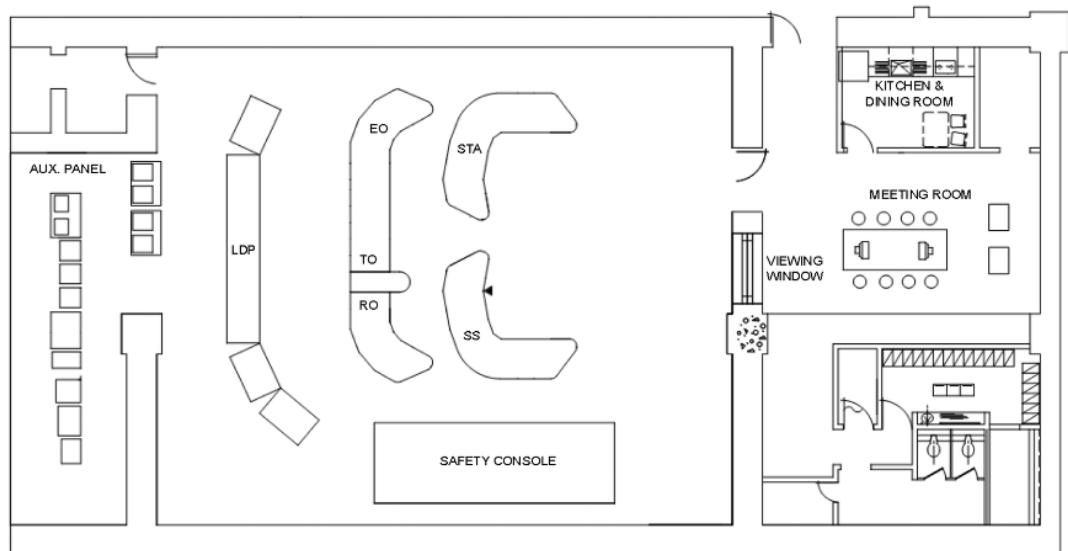 KITCHEN &
DINING ROOM
EO
STA
AUX. PANEL
MEETING ROOM
LDP
TO
VIEWING
WINDOW
RO
SS
SAFETY CONSOLE